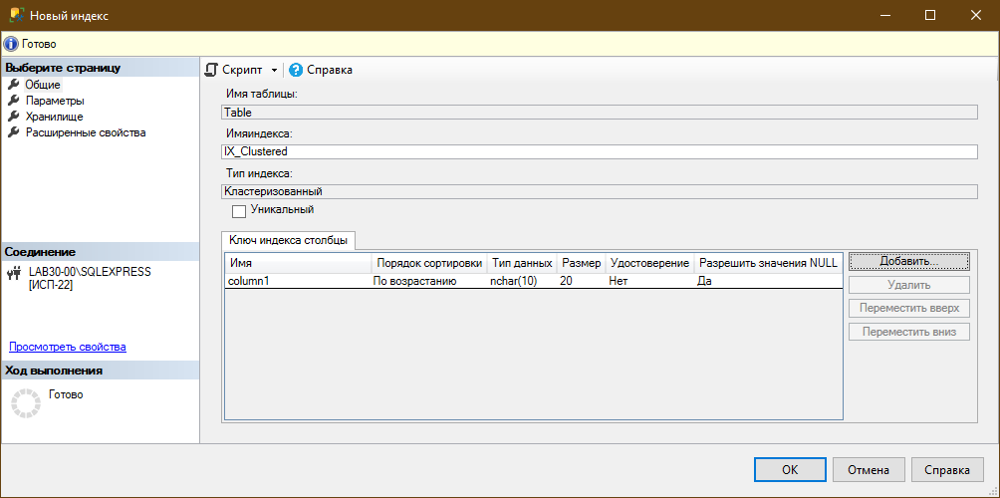 Новый индекс
Готово
Выберите страницу
Общие
Параметры
Хранилище
Расширенные свойства
Соединение
LAB30-00\SQLEXPRESS
[ИСП-22]
Просмотреть свойства
Ход выполнения
Готово
Скрипт Справка
Имя таблицы:
Table
Имяиндекса:
IX_Clustered
Тип индекса:
Кластеризованный
Уникальный
Ключ индекса столбцы
Имя Порядок сортировки Тип данных Размер Удостоверение Разрешить значения NULL
column1 По возрастанию nchar(10) 20 Нет Да
Добавить...
Удалить
Переместить вверх
Переместить вниз
ОК Отмена Справка